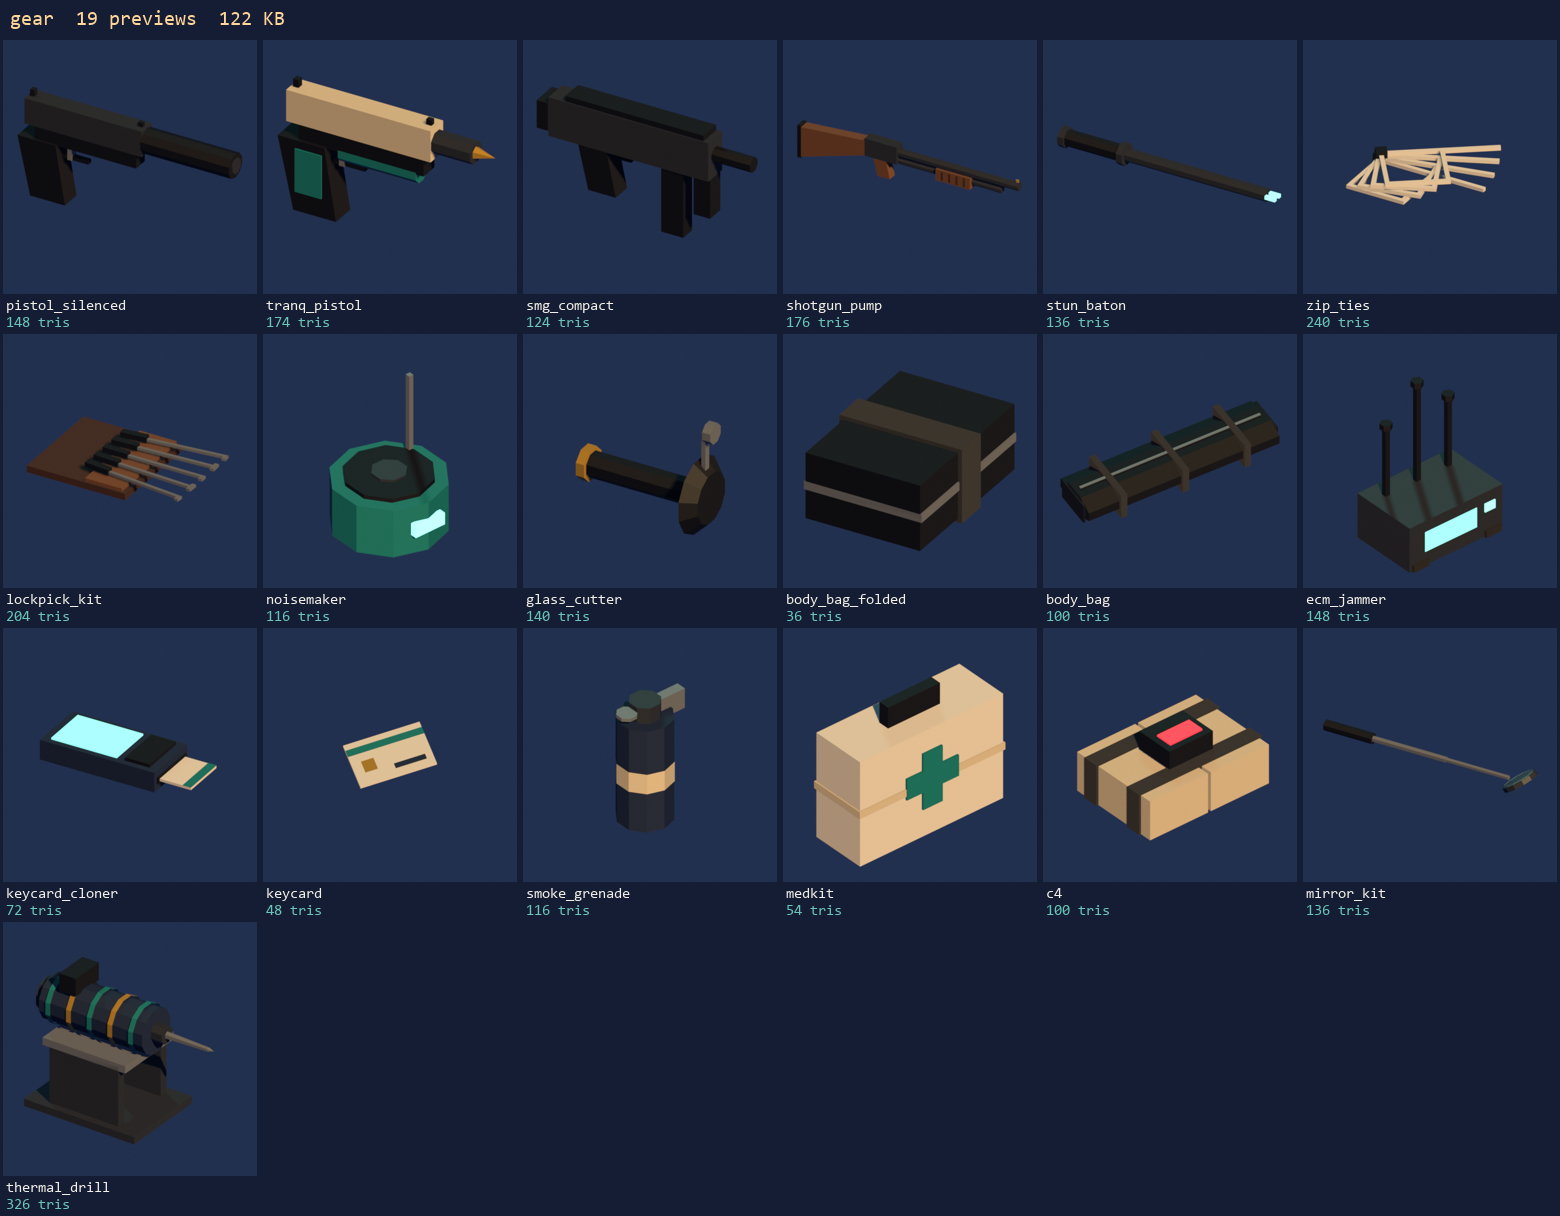 gear  19 previews  122 KB
pistol_silenced
148 tris
tranq_pistol
174 tris
smg_compact
124 tris
shotgun_pump
176 tris
stun_baton
136 tris
zip_ties
240 tris
lockpick_kit
204 tris
noisemaker
116 tris
glass_cutter
140 tris
body_bag_folded
36 tris
body_bag
100 tris
ecm_jammer
148 tris
keycard_cloner
72 tris
keycard
48 tris
smoke_grenade
116 tris
medkit
54 tris
c4
100 tris
mirror_kit
136 tris
thermal_drill
326 tris